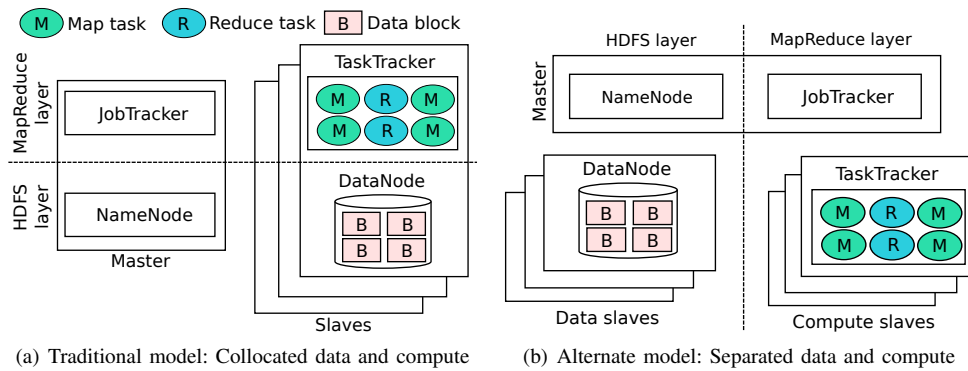 M Map task R Reduce task B Data block
MapReduce layer
HDFS layer
JobTracker
NameNode
Master
TaskTracker
M R M
M R M
DataNode
B B
B B
Slaves
(a) Traditional model: Collocated data and compute
HDFS layer
MapReduce layer
Master
NameNode
JobTracker
DataNode
B B
B B
Data slaves
TaskTracker
M R M
M R M
Compute slaves
(b) Alternate model: Separated data and compute